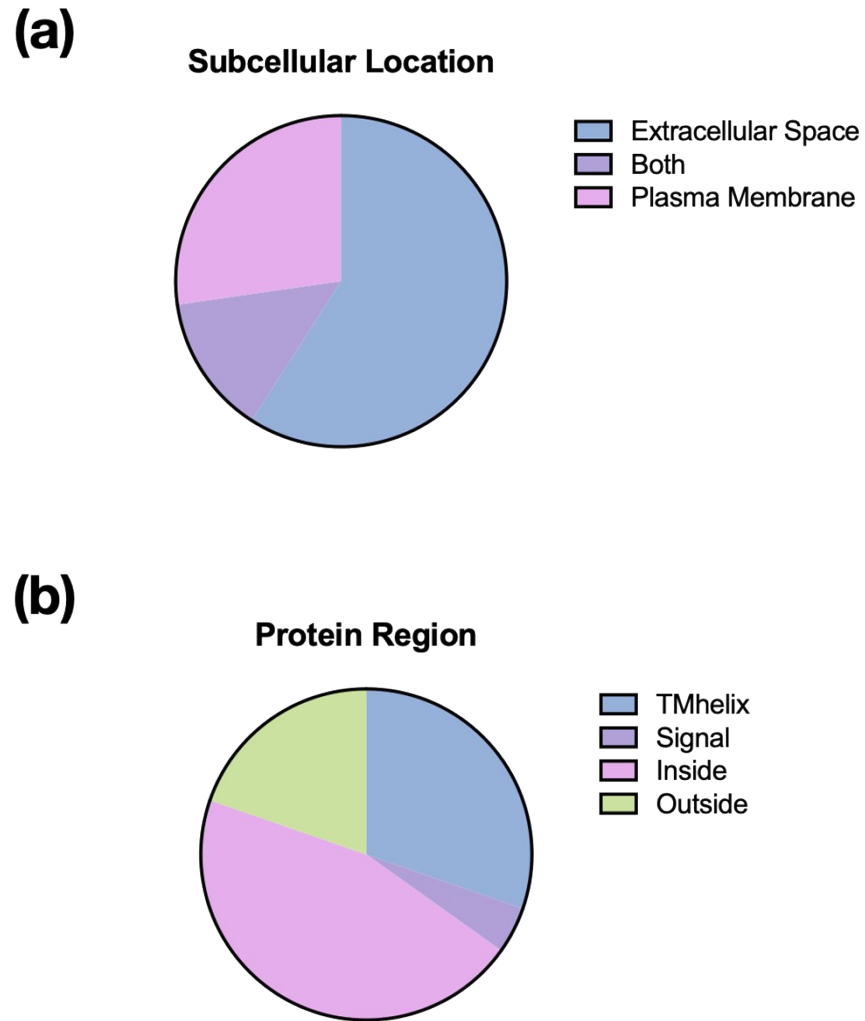 (a)
Subcellular Location
Extracellular Space
Both
Plasma Membrane
(b)
Protein Region
TMhelix
Signal
Inside
Outside